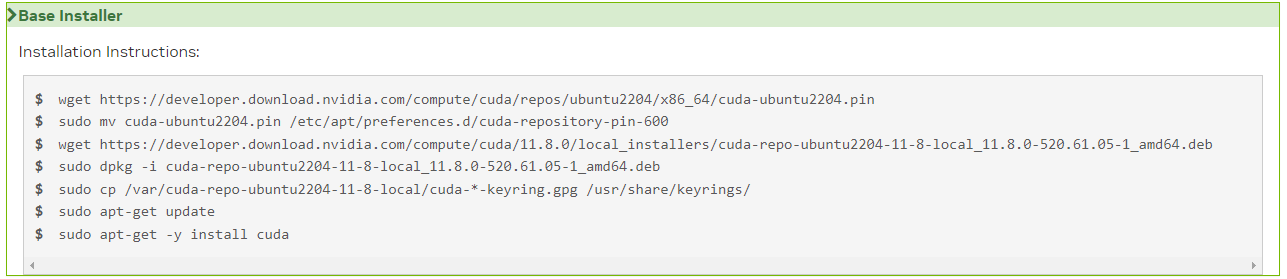 Base Installer
Installation Instructions:
$ wget https://developer.download.nvidia.com/compute/cuda/repos/ubuntu2204/x86_64/cuda-ubuntu2204.pin
$ sudo mv cuda-ubuntu2204.pin /etc/apt/preferences.d/cuda-repository-pin-600
$ wget https://developer.download.nvidia.com/compute/cuda/11.8.0/local_installers/cuda-repo-ubuntu2204-11-8-local_11.8.0-520.61.05-1_amd64.deb
$ sudo dpkg -i cuda-repo-ubuntu2204-11-8-local_11.8.0-520.61.05-1_amd64.deb
$ sudo cp /var/cuda-repo-ubuntu2204-11-8-local/cuda-*-keyring.gpg /usr/share/keyrings/
$ sudo apt-get update
$ sudo apt-get -y install cuda